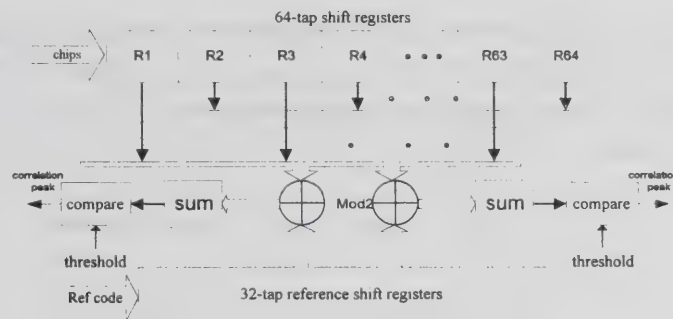 64-tap shift registers
chips R1 R2 R3 R4 R63 R64
correlation peak
compare sum Mod2 sum compare
correlation peak
threshold threshold
Ref code 32-tap reference shift registers